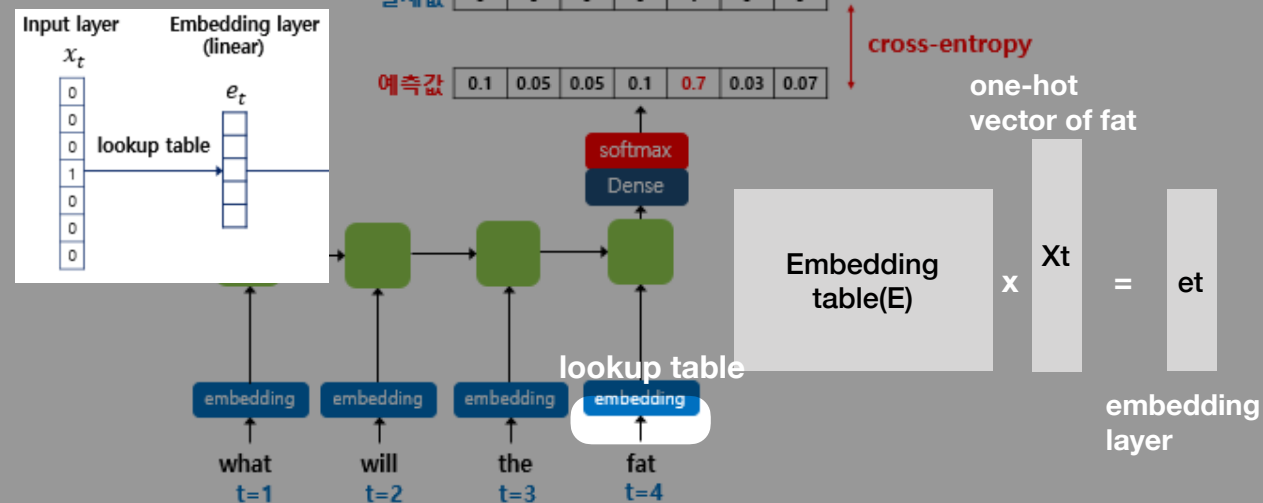 Input layer
Embedding layer
(linear)
xₜ
eₜ
0
0
0
1
0
0
0
lookup table
cross-entropy
예측값 0.1 0.05 0.05 0.1 0.7 0.03 0.07
one-hot
vector of fat
softmax
Dense
Embedding
table(E)
x
Xt
=
et
lookup table
embedding embedding embedding embedding
embedding
layer
what will the fat
t=1 t=2 t=3 t=4